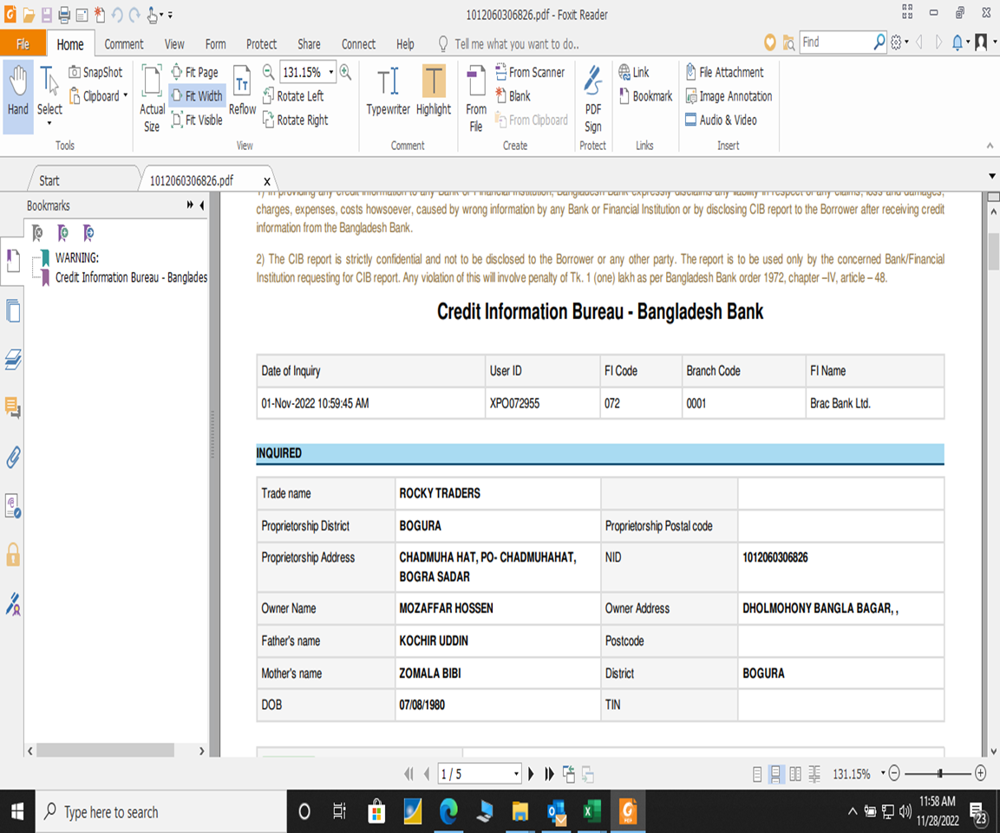 1012060306826.pdf - Foxit Reader
File Home Comment View Form Protect Share Connect Help Tell me what you want to do.. Find
Hand
Select
SnapShot
Clipboard
Tools
Actual Size
Fit Page
Fit Width
Fit Visible
Reflow
131.15%
Rotate Left
Rotate Right
View
Typewriter
Highlight
Comment
From File
From Scanner
Blank
From Clipboard
Create
PDF Sign
Protect
Link
Bookmark
Links
File Attachment
Image Annotation
Audio & Video
Insert
Start 1012060306826.pdf x
Bookmarks
WARNING:
Credit Information Bureau - Banglades
1) In providing any credit information to any Bank or Financial Institution, Bangladesh Bank expressly disclaims any liability in respect of any claims, loss and damages,
charges, expenses, costs howsoever, caused by wrong information by any Bank or Financial Institution or by disclosing CIB report to the Borrower after receiving credit
information from the Bangladesh Bank.
2) The CIB report is strictly confidential and not to be disclosed to the Borrower or any other party. The report is to be used only by the concerned Bank/Financial
Institution requesting for CIB report. Any violation of this will involve penalty of Tk. 1 (one) lakh as per Bangladesh Bank order 1972, chapter –IV, article – 48.
Credit Information Bureau - Bangladesh Bank
Date of Inquiry User ID FI Code Branch Code FI Name
01-Nov-2022 10:59:45 AM XPO072955 072 0001 Brac Bank Ltd.
INQUIRED
Trade name ROCKY TRADERS
Proprietorship District BOGURA Proprietorship Postal code
Proprietorship Address CHADMUHA HAT, PO- CHADMUHAHAT, NID 1012060306826
BOGRA SADAR
Owner Name MOZAFFAR HOSSEN Owner Address DHOLMOHONY BANGLA BAGAR, ,
Father's name KOCHIR UDDIN Postcode
Mother's name ZOMALA BIBI District BOGURA
DOB 07/08/1980 TIN
1 / 5 131.15%
Type here to search
11:58 AM
11/28/2022
23